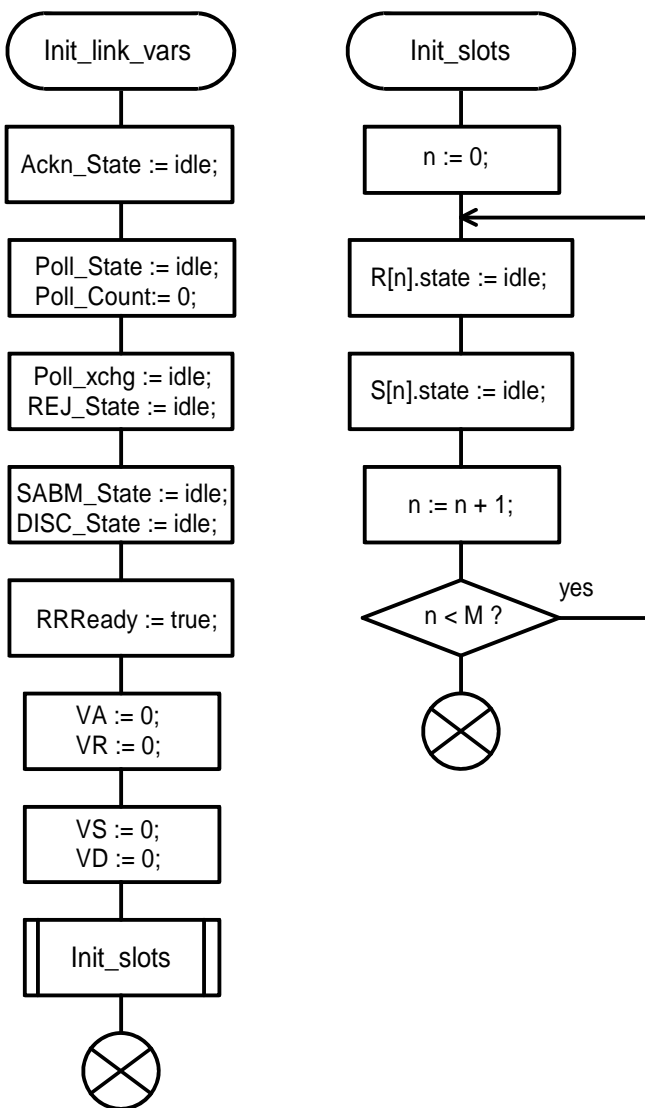 Init_link_vars
Ackn_State := idle;
Poll_State := idle;
Poll_Count:= 0;
Poll_xchg := idle;
REJ_State := idle;
SABM_State := idle;
DISC_State := idle;
RRReady := true;
VA := 0;
VR := 0;
VS := 0;
VD := 0;
Init_slots
Init_slots
n := 0;
R[n].state := idle;
S[n].state := idle;
n := n + 1;
n < M ?
yes